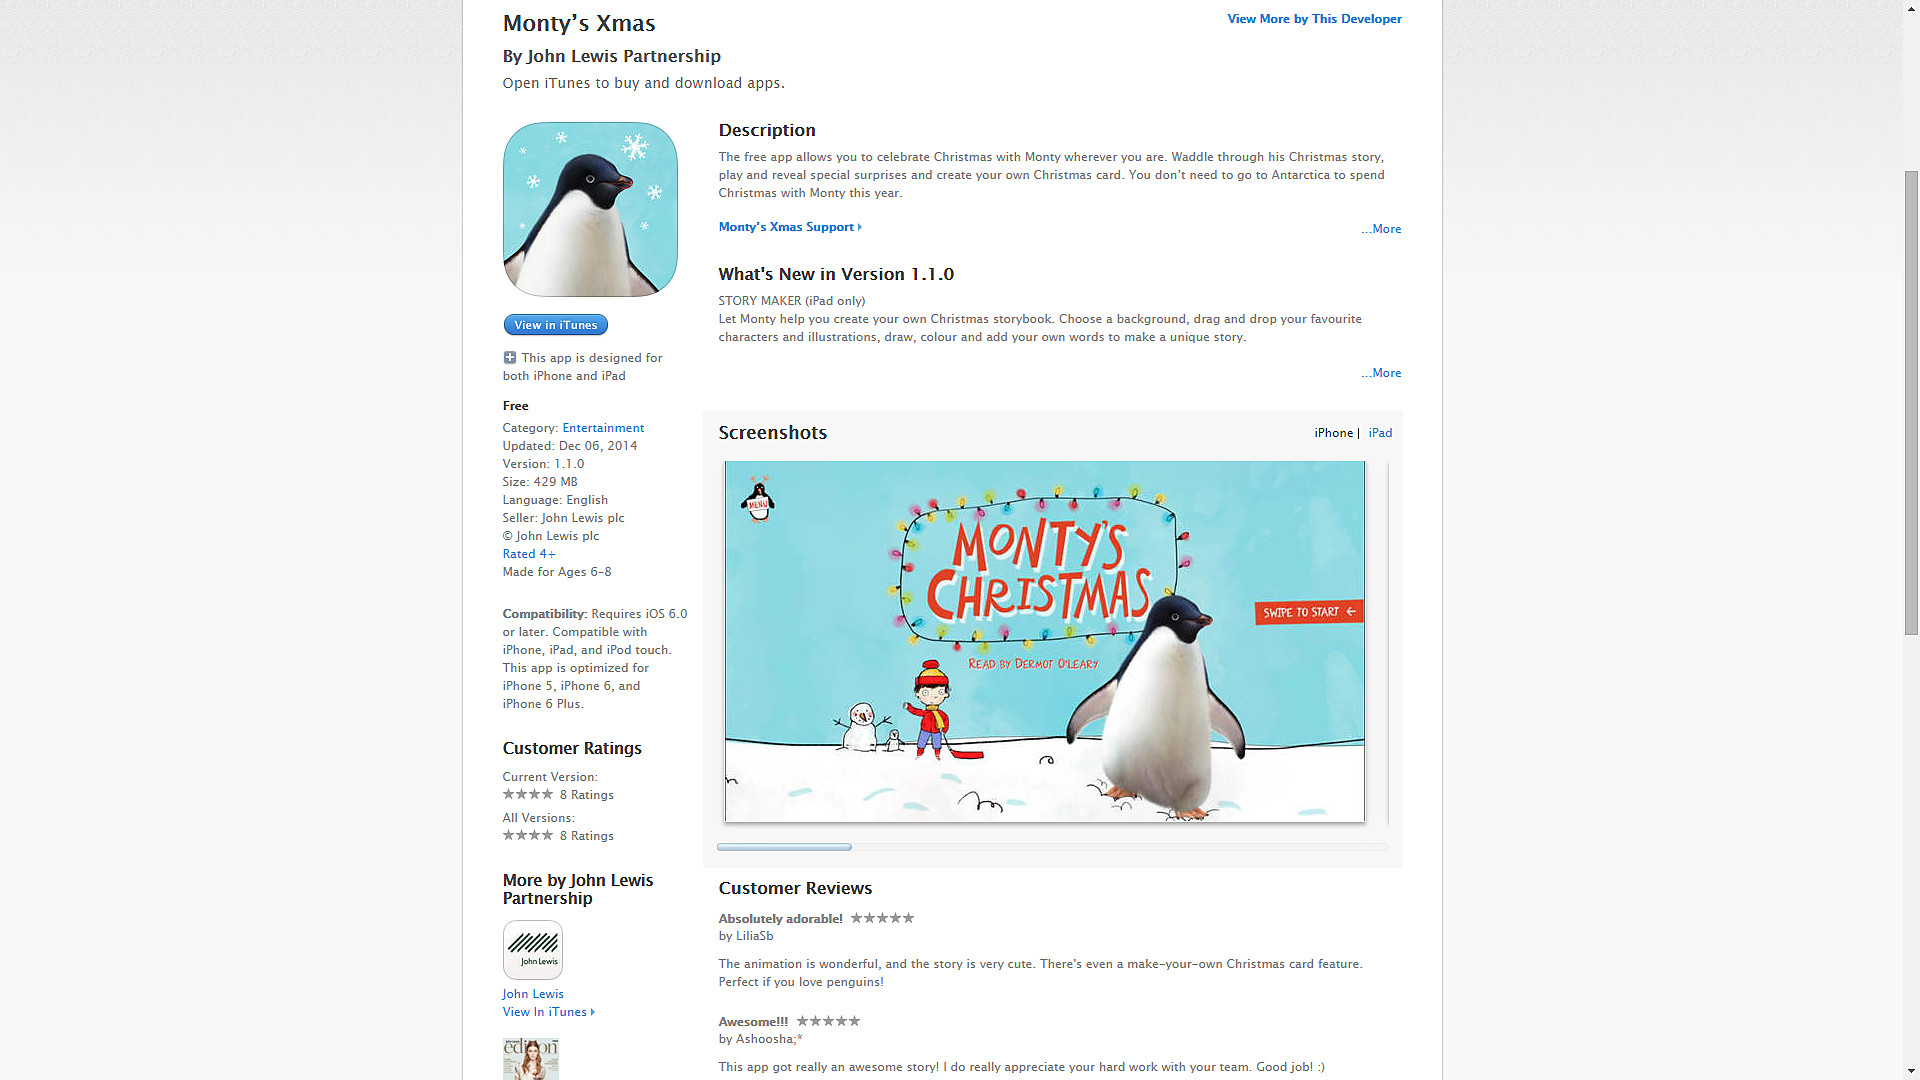 Monty’s Xmas
View More by This Developer
By John Lewis Partnership
Open iTunes to buy and download apps.
Description
The free app allows you to celebrate Christmas with Monty wherever you are. Waddle through his Christmas story,
play and reveal special surprises and create your own Christmas card. You don’t need to go to Antarctica to spend
Christmas with Monty this year.
Monty’s Xmas Support
...More
What's New in Version 1.1.0
STORY MAKER (iPad only)
Let Monty help you create your own Christmas storybook. Choose a background, drag and drop your favourite
characters and illustrations, draw, colour and add your own words to make a unique story.
...More
View in iTunes
This app is designed for
both iPhone and iPad
Free
Category: Entertainment
Updated: Dec 06, 2014
Version: 1.1.0
Size: 429 MB
Language: English
Seller: John Lewis plc
© John Lewis plc
Rated 4+
Made for Ages 6–8
Compatibility: Requires iOS 6.0
or later. Compatible with
iPhone, iPad, and iPod touch.
This app is optimized for
iPhone 5, iPhone 6, and
iPhone 6 Plus.
Customer Ratings
Current Version:
★★★★ 8 Ratings
All Versions:
★★★★ 8 Ratings
More by John Lewis
Partnership
John Lewis
John Lewis
View In iTunes
edition
Screenshots
iPhone | iPad
MENU
MONTY'S
CHRISTMAS
SWIPE TO START ←
READ BY DERMOT O'LEARY
Customer Reviews
Absolutely adorable! ★★★★★
by LiliaSb
The animation is wonderful, and the story is very cute. There's even a make-your-own Christmas card feature.
Perfect if you love penguins!
Awesome!!! ★★★★★
by Ashoosha;*
This app got really an awesome story! I do really appreciate your hard work with your team. Good job! :)